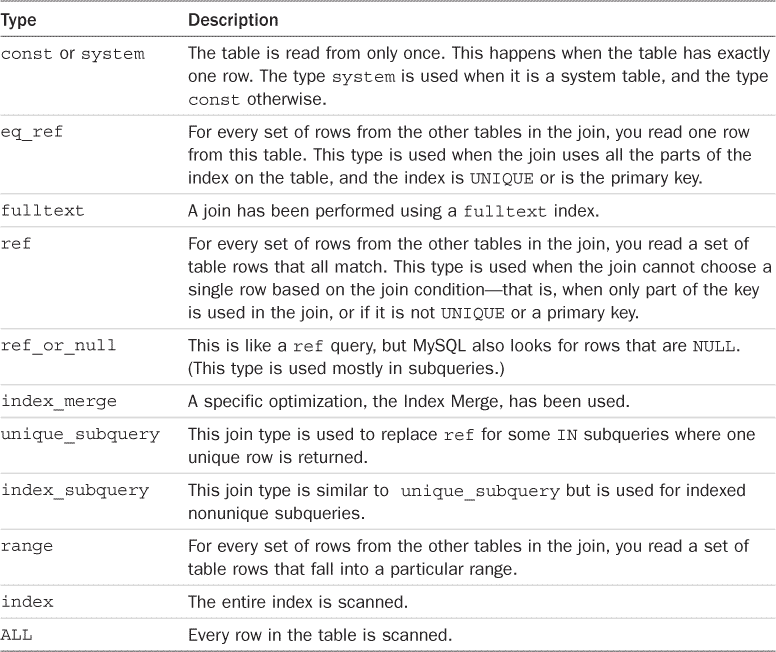 Type Description
const or system The table is read from only once. This happens when the table has exactly
one row. The type system is used when it is a system table, and the type
const otherwise.
eq_ref For every set of rows from the other tables in the join, you read one row
from this table. This type is used when the join uses all the parts of the
index on the table, and the index is UNIQUE or is the primary key.
fulltext A join has been performed using a fulltext index.
ref For every set of rows from the other tables in the join, you read a set of
table rows that all match. This type is used when the join cannot choose a
single row based on the join condition—that is, when only part of the key
is used in the join, or if it is not UNIQUE or a primary key.
ref_or_null This is like a ref query, but MySQL also looks for rows that are NULL.
(This type is used mostly in subqueries.)
index_merge A specific optimization, the Index Merge, has been used.
unique_subquery This join type is used to replace ref for some IN subqueries where one
unique row is returned.
index_subquery This join type is similar to unique_subquery but is used for indexed
nonunique subqueries.
range For every set of rows from the other tables in the join, you read a set of
table rows that fall into a particular range.
index The entire index is scanned.
ALL Every row in the table is scanned.